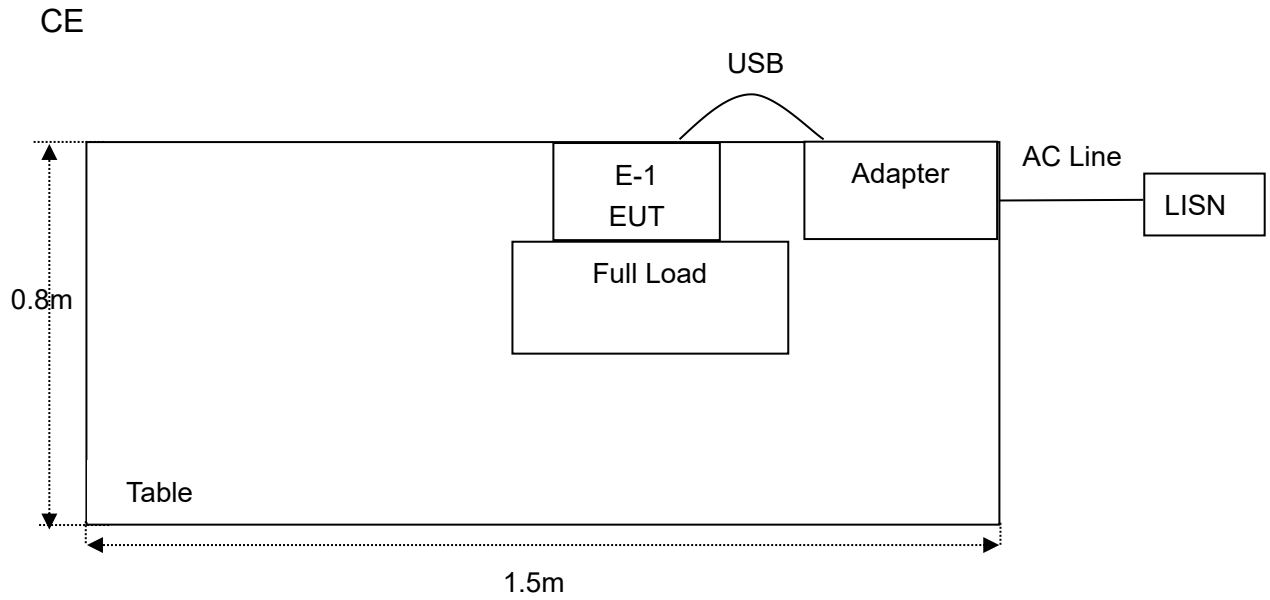 CE
USB
AC Line
E-1
EUT
Adapter
LISN
Full Load
0.8m
Table
1.5m